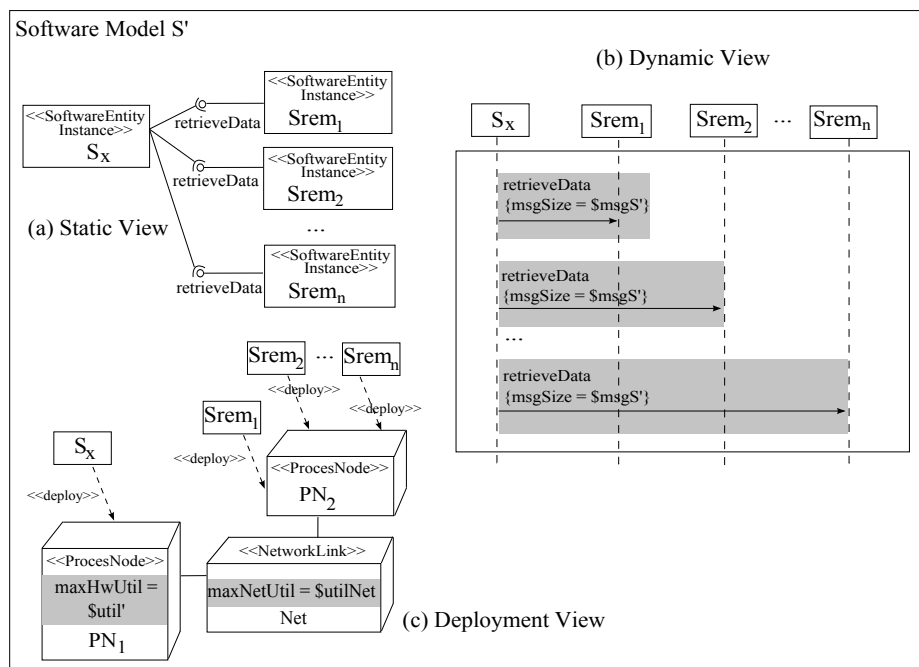 Software Model S'
(b) Dynamic View
<<SoftwareEntity
Instance>>
Sx
retrieveData
<<SoftwareEntity
Instance>>
Srem1
retrieveData
<<SoftwareEntity
Instance>>
Srem2
...
retrieveData
<<SoftwareEntity
Instance>>
Sremn
(a) Static View
Sx
Srem1
Srem2
...
Sremn
retrieveData
{msgSize = $msgS'}
retrieveData
{msgSize = $msgS'}
...
retrieveData
{msgSize = $msgS'}
Srem2
...
Sremn
<<deploy>>
<<deploy>>
Srem1
<<deploy>>
Sx
<<deploy>>
<<ProcesNode>>
PN2
<<ProcesNode>>
maxHwUtil =
$util'
PN1
<<NetworkLink>>
maxNetUtil = $utilNet
Net
(c) Deployment View